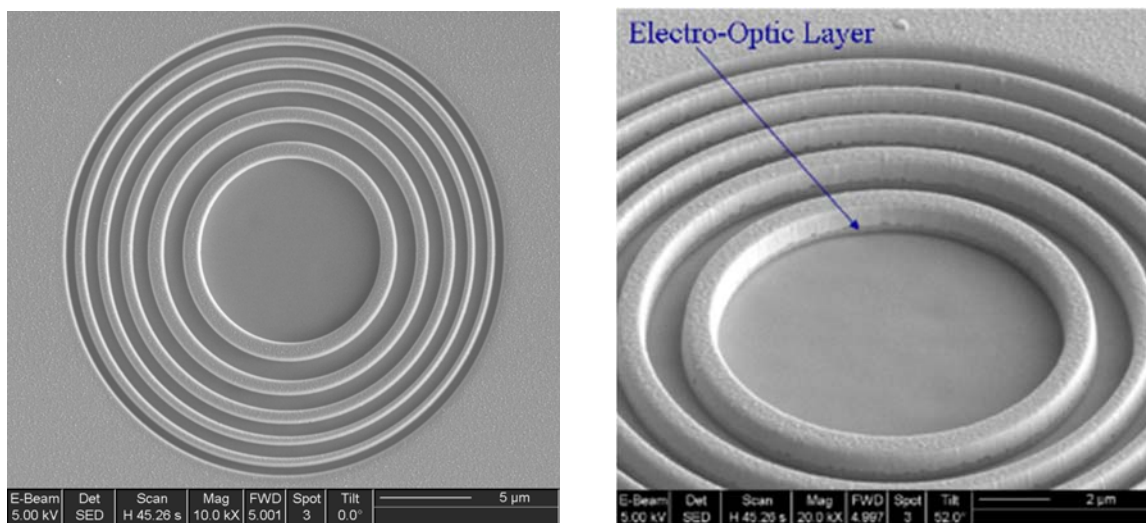 Electro-Optic Layer
E-Beam Det Scan Mag FWD Spot Tilt 5 µm
5.00 kV SED H 45.26 s 10.0 kX 5.001 3 0.0°
E-Beam Det Scan Mag FWD Spot Tilt 2 µm
5.00 kV SED H 45.26 s 20.0 kX 4.997 3 52.0°